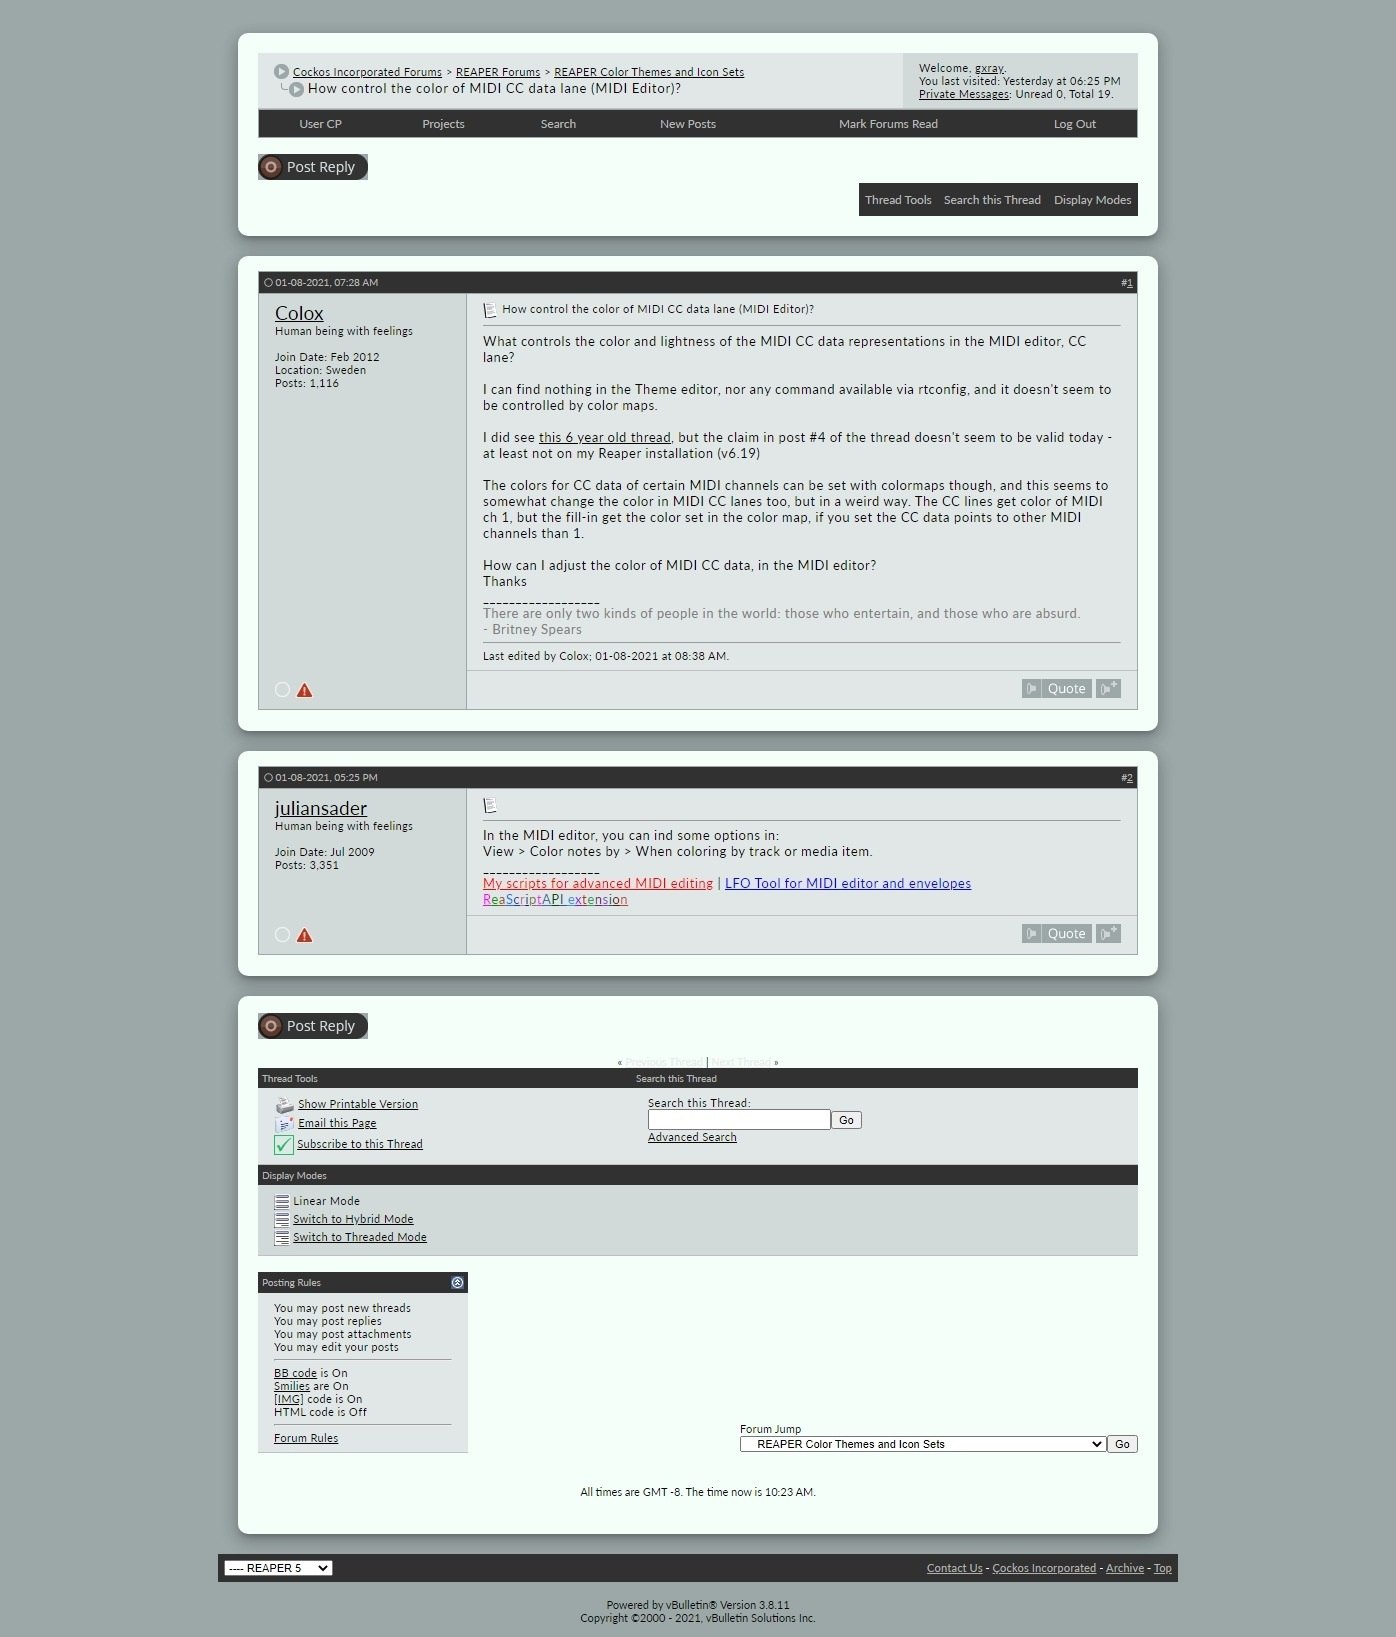 Cockos Incorporated Forums > REAPER Forums > REAPER Color Themes and Icon Sets
How control the color of MIDI CC data lane (MIDI Editor)?
Welcome, gxray.
You last visited: Yesterday at 06:25 PM
Private Messages: Unread 0, Total 19.
User CP Projects Search New Posts Mark Forums Read Log Out
Post Reply
Thread Tools Search this Thread Display Modes
01-08-2021, 07:28 AM #1
Colox
Human being with feelings
Join Date: Feb 2012
Location: Sweden
Posts: 1,116
How control the color of MIDI CC data lane (MIDI Editor)?
What controls the color and lightness of the MIDI CC data representations in the MIDI editor, CC
lane?
I can find nothing in the Theme editor, nor any command available via rtconfig, and it doesn't seem to
be controlled by color maps.
I did see this 6 year old thread, but the claim in post #4 of the thread doesn't seem to be valid today -
at least not on my Reaper installation (v6.19)
The colors for CC data of certain MIDI channels can be set with colormaps though, and this seems to
somewhat change the color in MIDI CC lanes too, but in a weird way. The CC lines get color of MIDI
ch 1, but the fill-in get the color set in the color map, if you set the CC data points to other MIDI
channels than 1.
How can I adjust the color of MIDI CC data, in the MIDI editor?
Thanks
__________________
There are only two kinds of people in the world: those who entertain, and those who are absurd.
- Britney Spears
Last edited by Colox; 01-08-2021 at 08:38 AM.
Quote
01-08-2021, 05:25 PM #2
juliansader
Human being with feelings
Join Date: Jul 2009
Posts: 3,351
In the MIDI editor, you can ind some options in:
View > Color notes by > When coloring by track or media item.
__________________
My scripts for advanced MIDI editing | LFO Tool for MIDI editor and envelopes
ReaScriptAPI extension
Quote
Post Reply
« Previous Thread | Next Thread »
Thread Tools Search this Thread
Show Printable Version
Email this Page
Subscribe to this Thread
Search this Thread:
Go
Advanced Search
Display Modes
Linear Mode
Switch to Hybrid Mode
Switch to Threaded Mode
Posting Rules
You may post new threads
You may post replies
You may post attachments
You may edit your posts
BB code is On
Smilies are On
[IMG] code is On
HTML code is Off
Forum Rules
Forum Jump
REAPER Color Themes and Icon Sets Go
All times are GMT -8. The time now is 10:23 AM.
---- REAPER 5
Contact Us - Cockos Incorporated - Archive - Top
Powered by vBulletin® Version 3.8.11
Copyright ©2000 - 2021, vBulletin Solutions Inc.